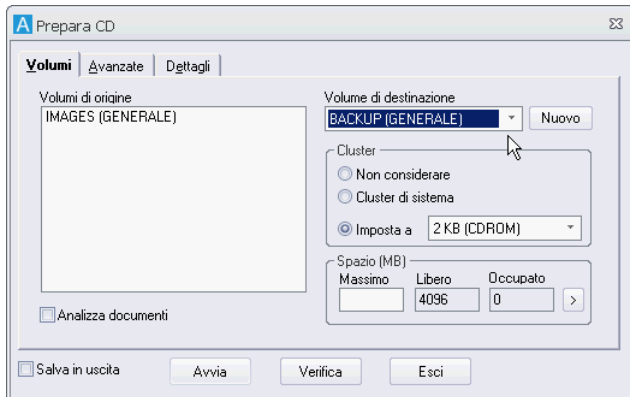 A Prepara CD
Volumi Avanzate Dettagli
Volumi di origine
IMAGES (GENERALE)
Analizza documenti
Volume di destinazione
BACKUP (GENERALE) Nuovo
Cluster
Non considerare
Cluster di sistema
Imposta a 2 KB (CDROM)
Spazio (MB)
Massimo Libero Occupato
4096 0 >
Salva in uscita Avvia Verifica Esci